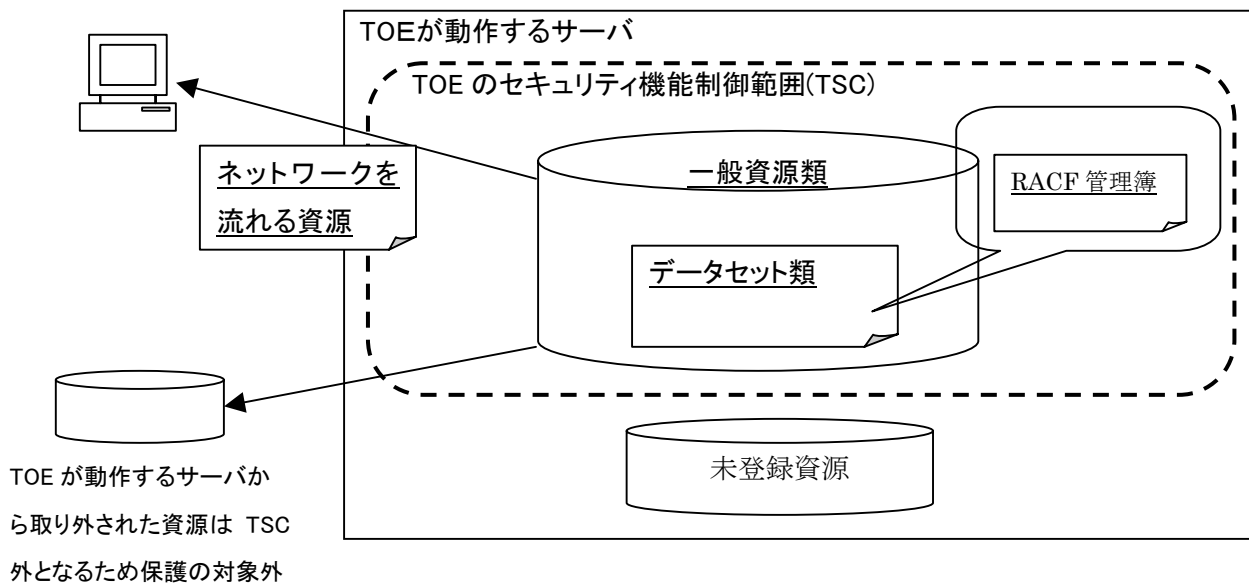 TOEが動作するサーバ
TOE のセキュリティ機能制御範囲(TSC)
ネットワークを
流れる資源
一般資源類
RACF 管理簿
データセット類
未登録資源
TOE が動作するサーバか
ら取り外された資源は TSC
外となるため保護の対象外